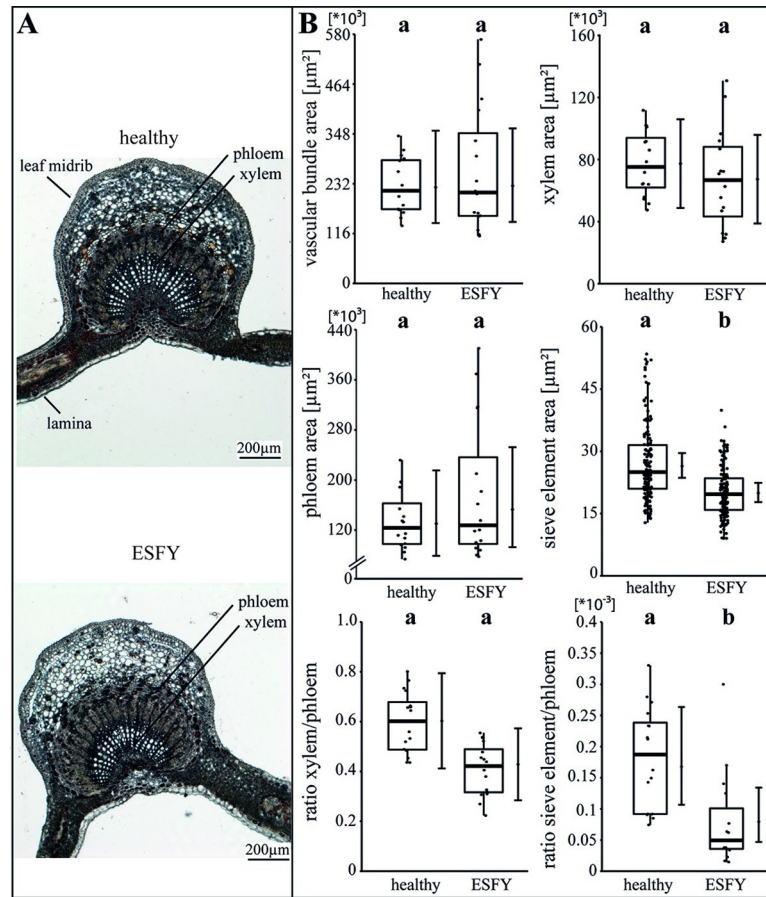 A
healthy
leaf midrib
phloem
xylem
lamina
200µm
ESFY
phloem
xylem
200µm
B
[*10³]
a a
vascular bundle area [µm²]
580
464
348
232
116
0
healthy ESFY
[*10³]
a a
xylem area [µm²]
160
120
80
40
0
healthy ESFY
[*10³]
a a
phloem area [µm²]
440
360
200
120
0
healthy ESFY
a b
sieve element area [µm²]
60
45
30
15
0
healthy ESFY
a a
ratio xylem/phloem
1.0
0.8
0.6
0.4
0.2
0
healthy ESFY
[*10⁻³]
a b
ratio sieve element/phloem
0.4
0.35
0.3
0.25
0.2
0.15
0.1
0.05
0
healthy ESFY